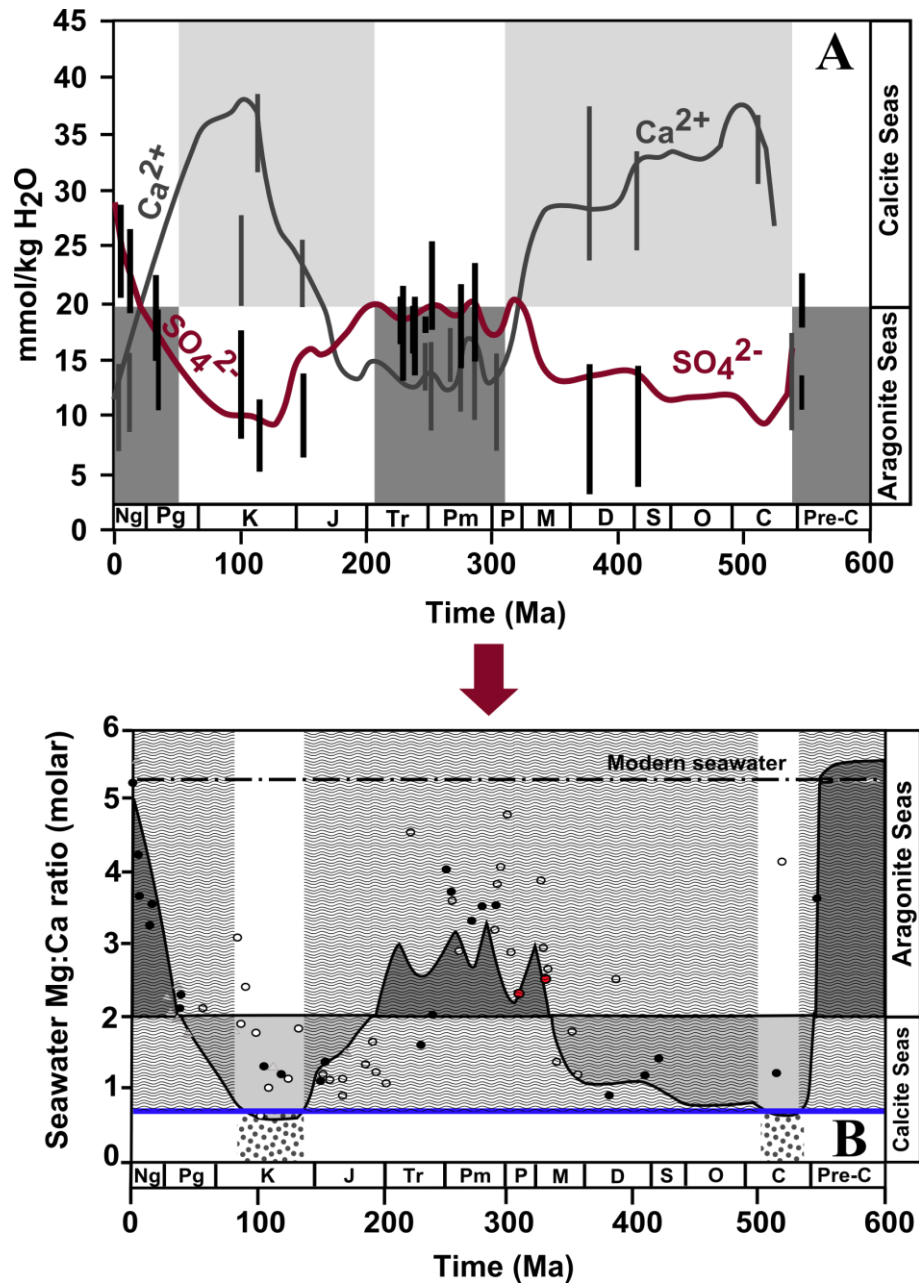 A
45
40
35
30
25
20
15
10
5
0
mmol/kg H2O
Ca2+
SO42-
Ca2+
SO42-
Calcite Seas
Aragonite Seas
Ng Pg K J Tr Pm P M D S O C Pre-C
0 100 200 300 400 500 600
Time (Ma)
6
5
4
3
2
1
0
Seawater Mg:Ca ratio (molar)
Modern seawater
Aragonite Seas
Calcite Seas
B
Ng Pg K J Tr Pm P M D S O C Pre-C
0 100 200 300 400 500 600
Time (Ma)